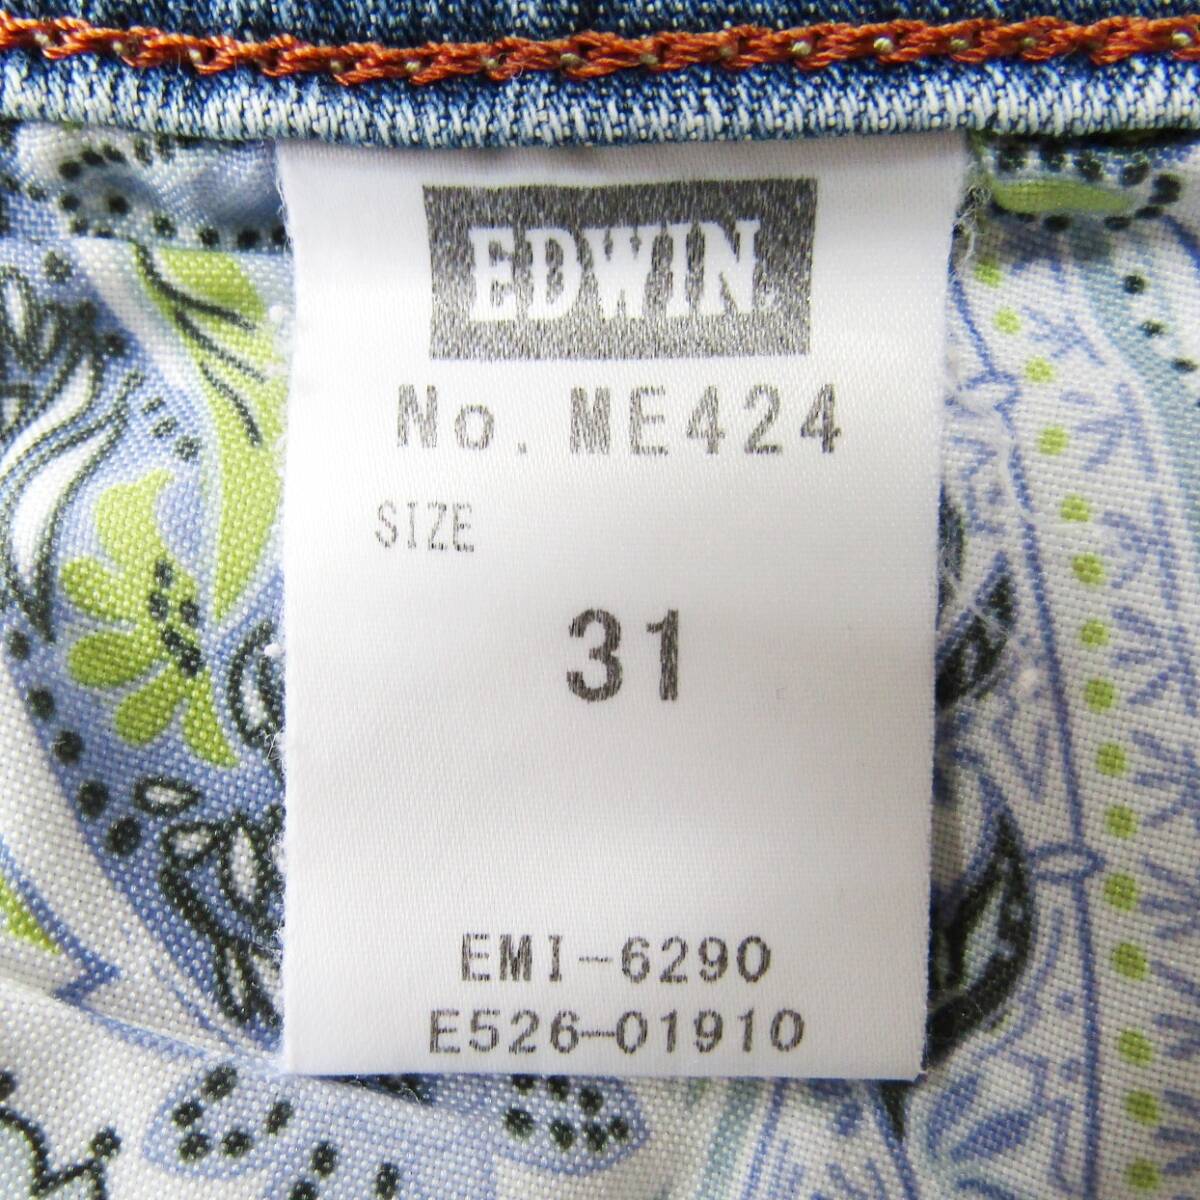 EDWIN
No. ME424
SIZE
31
EMI-6290
E526-01910